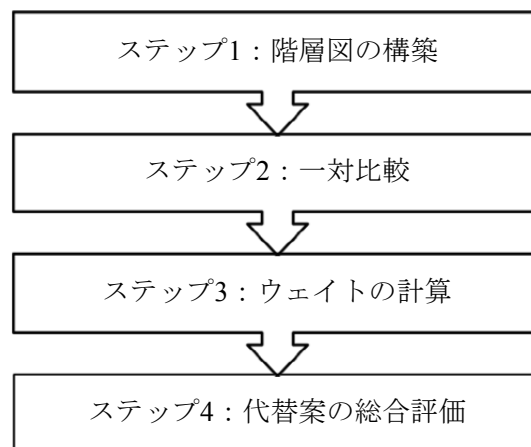 ステップ1：階層図の構築
ステップ2：一対比較
ステップ3：ウェイトの計算
ステップ4：代替案の総合評価